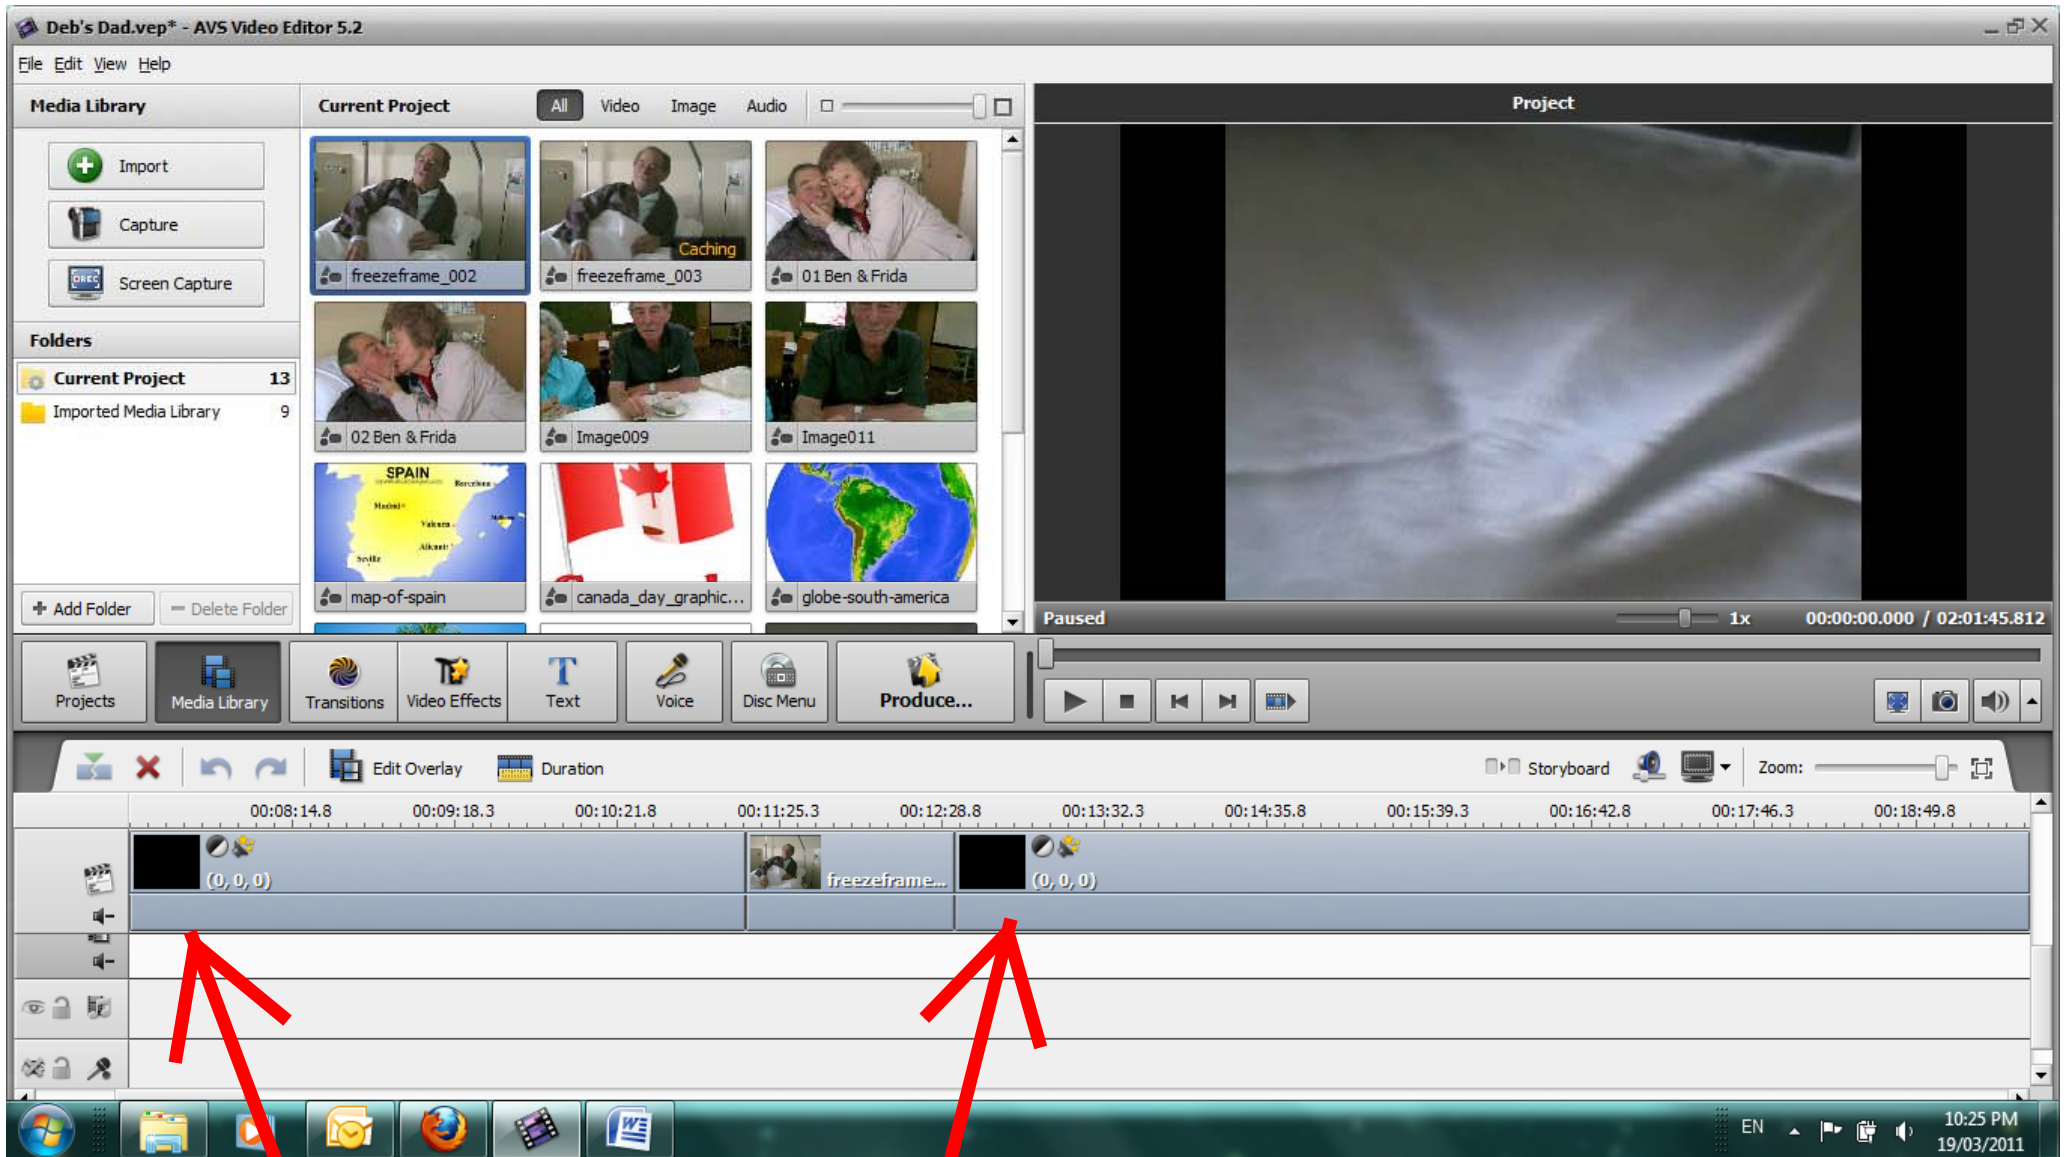 Deb's Dad.vep* - AVS Video Editor 5.2
File Edit View Help
Media Library
Current Project
All Video Image Audio
Project
Import
Capture
Screen Capture
freezeframe_002
Caching
freezeframe_003
01 Ben & Frida
Folders
Current Project 13
Imported Media Library 9
02 Ben & Frida
Image009
Image011
SPAIN
Barcelona
Madrid
Valenza
Alicante
Seville
map-of-spain
canada_day_graphic...
globe-south-america
Add Folder
Delete Folder
Paused
1x
00:00:00.000 / 02:01:45.812
Projects
Media Library
Transitions
Video Effects
Text
Voice
Disc Menu
Produce...
Edit Overlay
Duration
Storyboard
Zoom:
00:08:14.8 00:09:18.3 00:10:21.8 00:11:25.3 00:12:28.8 00:13:32.3 00:14:35.8 00:15:39.3 00:16:42.8 00:17:46.3 00:18:49.8
(0, 0, 0)
freezeframe...
(0, 0, 0)
EN
10:25 PM
19/03/2011